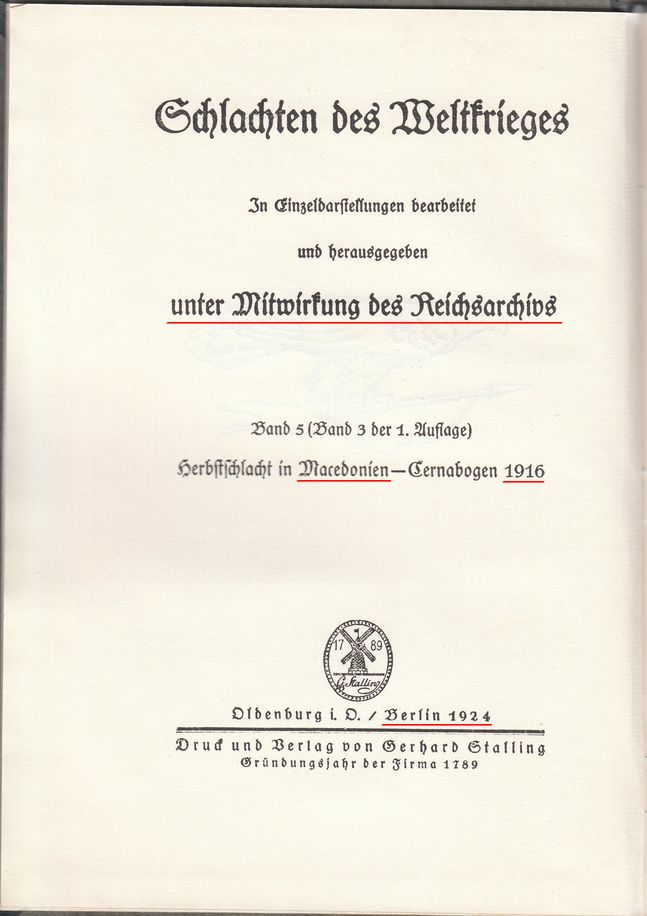 Schlachten des Weltkrieges
In Einzeldarstellungen bearbeitet
und herausgegeben
unter Mitwirkung des Reichsarchivs
Band 5 (Band 3 der 1. Auflage)
Herbstschlacht in Macedonien—Cernabogen 1916
17 89
G. Stalling
Oldenburg i. O. / Berlin 1924
Druck und Verlag von Gerhard Stalling
Gründungsjahr der Firma 1789